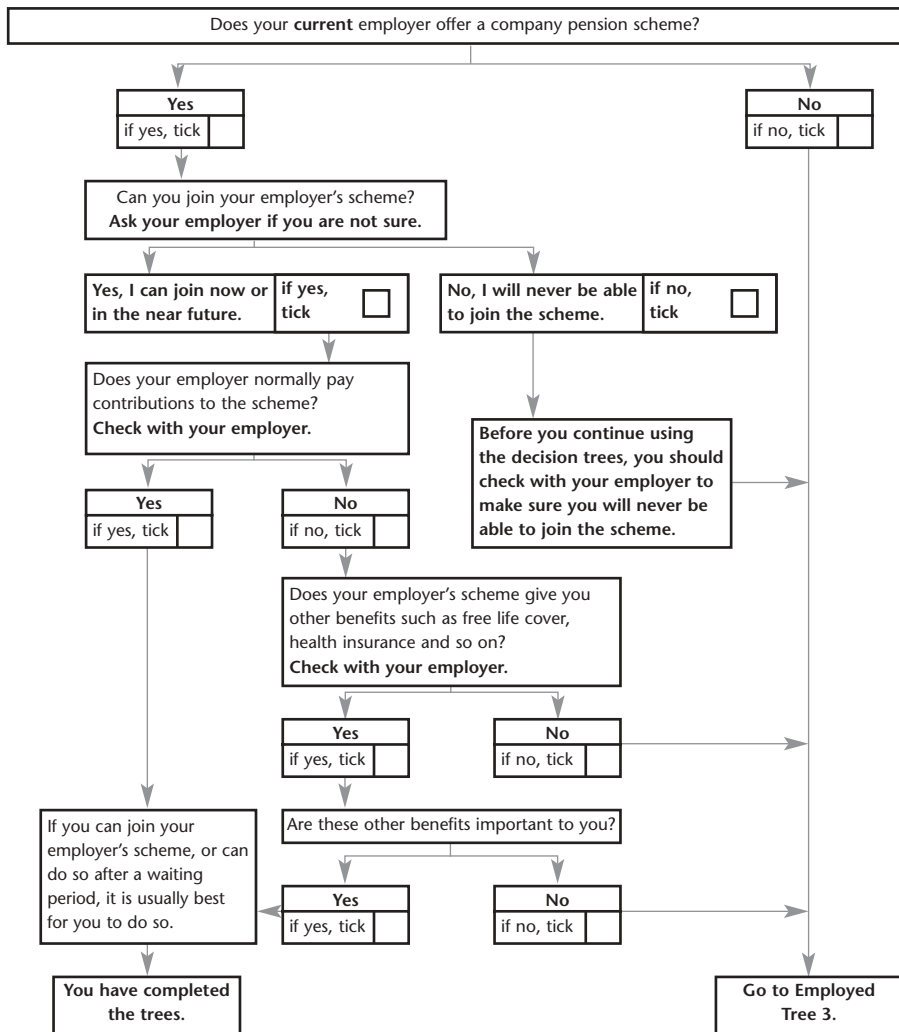 Does your current employer offer a company pension scheme?
Yes
if yes, tick
No
if no, tick
Can you join your employer's scheme?
Ask your employer if you are not sure.
Yes, I can join now or
in the near future.
if yes,
tick
No, I will never be able
to join the scheme.
if no,
tick
Does your employer normally pay
contributions to the scheme?
Check with your employer.
Before you continue using
the decision trees, you should
check with your employer to
make sure you will never be
able to join the scheme.
Yes
if yes, tick
No
if no, tick
Does your employer's scheme give you
other benefits such as free life cover,
health insurance and so on?
Check with your employer.
Yes
if yes, tick
No
if no, tick
Are these other benefits important to you?
If you can join your
employer's scheme, or can
do so after a waiting
period, it is usually best
for you to do so.
Yes
if yes, tick
No
if no, tick
You have completed
the trees.
Go to Employed
Tree 3.